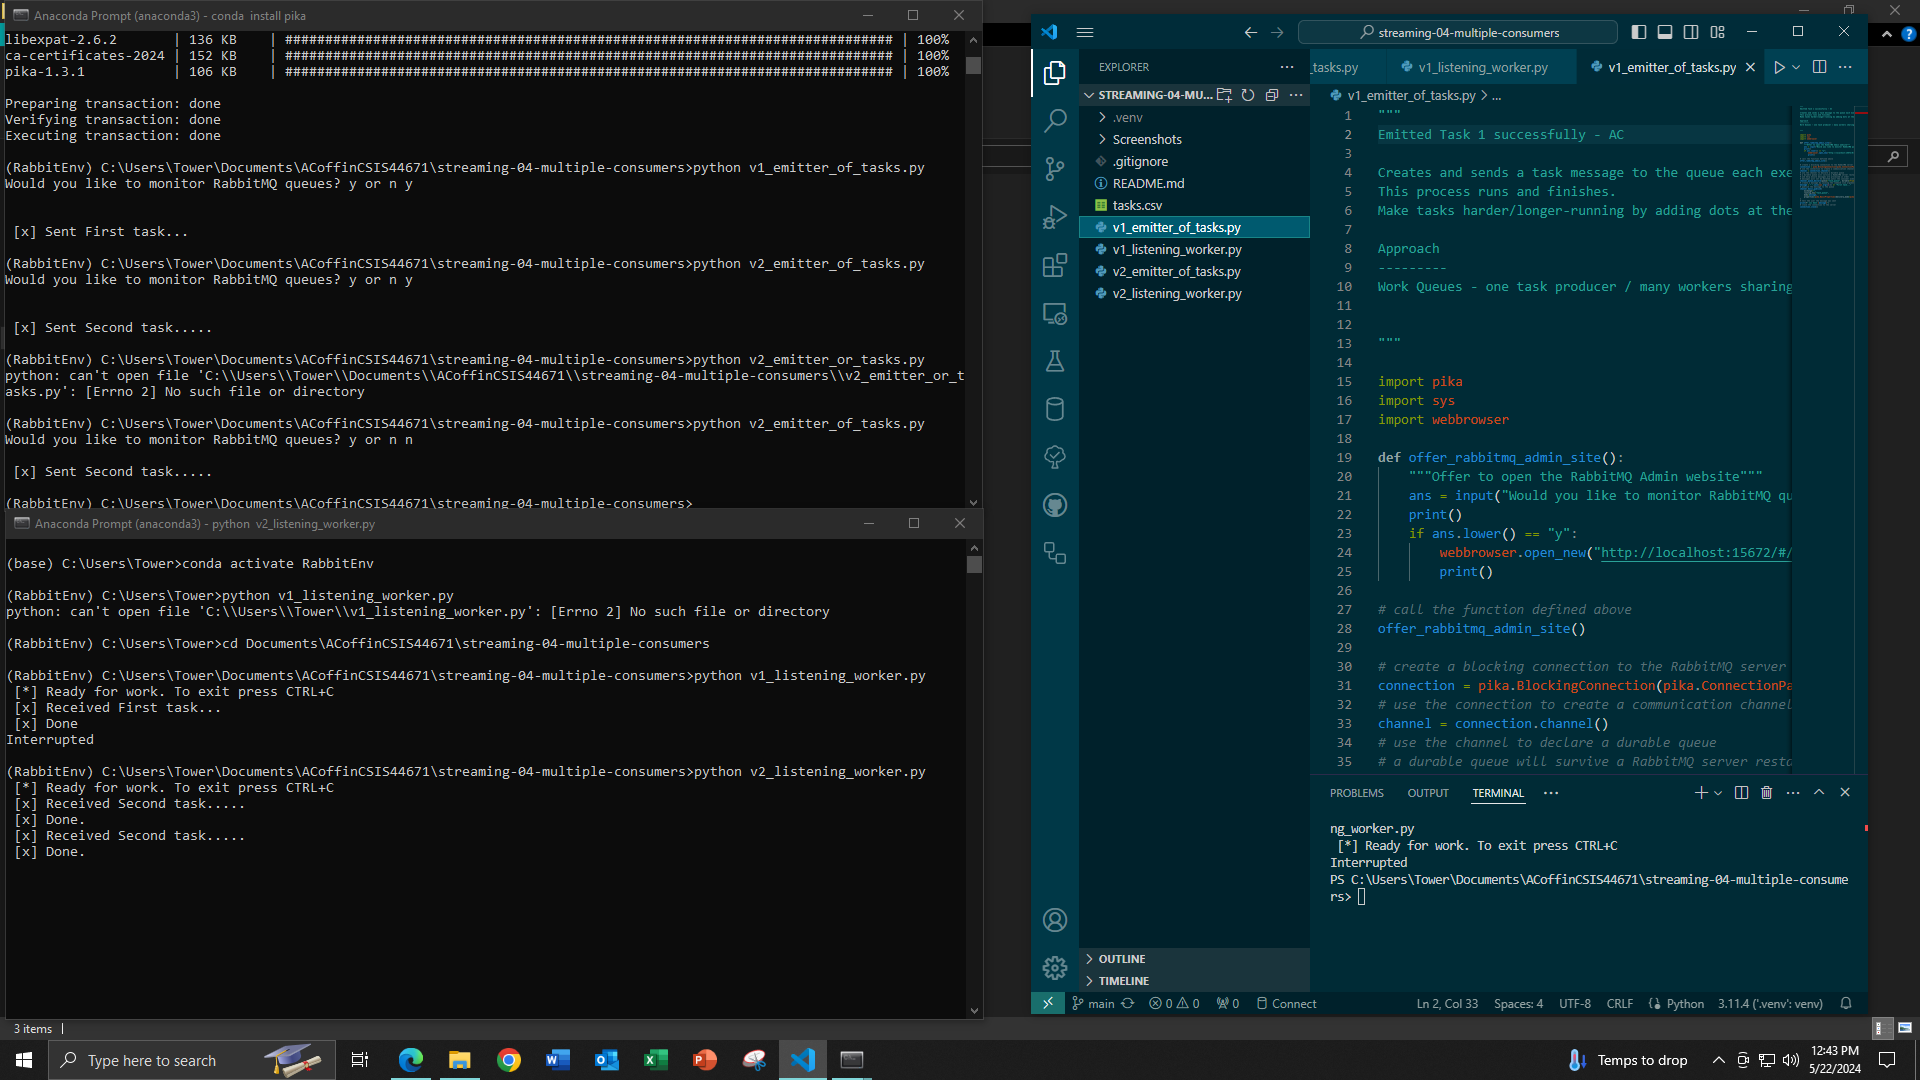 Anaconda Prompt (anaconda3) - conda  install pika
libexpat-2.6.2       | 136 KB    | ############################################################################ | 100%
ca-certificates-2024 | 152 KB    | ############################################################################ | 100%
pika-1.3.1           | 106 KB    | ############################################################################ | 100%
Preparing transaction: done
Verifying transaction: done
Executing transaction: done
(RabbitEnv) C:\Users\Tower\Documents\ACoffinCSIS44671\streaming-04-multiple-consumers>python v1_emitter_of_tasks.py
Would you like to monitor RabbitMQ queues? y or n y
[x] Sent First task...
(RabbitEnv) C:\Users\Tower\Documents\ACoffinCSIS44671\streaming-04-multiple-consumers>python v2_emitter_of_tasks.py
Would you like to monitor RabbitMQ queues? y or n y
[x] Sent Second task.....
(RabbitEnv) C:\Users\Tower\Documents\ACoffinCSIS44671\streaming-04-multiple-consumers>python v2_emitter_or_tasks.py
python: can't open file 'C:\\Users\\Tower\\Documents\\ACoffinCSIS44671\\streaming-04-multiple-consumers\\v2_emitter_or_t
asks.py': [Errno 2] No such file or directory
(RabbitEnv) C:\Users\Tower\Documents\ACoffinCSIS44671\streaming-04-multiple-consumers>python v2_emitter_of_tasks.py
Would you like to monitor RabbitMQ queues? y or n n
[x] Sent Second task.....
(RabbitEnv) C:\Users\Tower\Documents\ACoffinCSIS44671\streaming-04-multiple-consumers>
Anaconda Prompt (anaconda3) - python  v2_listening_worker.py
(base) C:\Users\Tower>conda activate RabbitEnv
(RabbitEnv) C:\Users\Tower>python v1_listening_worker.py
python: can't open file 'C:\\Users\\Tower\\v1_listening_worker.py': [Errno 2] No such file or directory
(RabbitEnv) C:\Users\Tower>cd Documents\ACoffinCSIS44671\streaming-04-multiple-consumers
(RabbitEnv) C:\Users\Tower\Documents\ACoffinCSIS44671\streaming-04-multiple-consumers>python v1_listening_worker.py
[*] Ready for work. To exit press CTRL+C
[x] Received First task...
[x] Done
Interrupted
(RabbitEnv) C:\Users\Tower\Documents\ACoffinCSIS44671\streaming-04-multiple-consumers>python v2_listening_worker.py
[*] Ready for work. To exit press CTRL+C
[x] Received Second task.....
[x] Done.
[x] Received Second task.....
[x] Done.
3 items
streaming-04-multiple-consumers
EXPLORER
STREAMING-04-MU...
.venv
Screenshots
.gitignore
README.md
tasks.csv
v1_emitter_of_tasks.py
v1_listening_worker.py
v2_emitter_of_tasks.py
v2_listening_worker.py
OUTLINE
TIMELINE
_tasks.py
v1_listening_worker.py
v1_emitter_of_tasks.py
v1_emitter_of_tasks.py > ...
1 """
2 Emitted Task 1 successfully - AC
3
4 Creates and sends a task message to the queue each exe
5 This process runs and finishes.
6 Make tasks harder/longer-running by adding dots at the
7
8 Approach
9 ---------
10 Work Queues - one task producer / many workers sharing
11
12
13 """
14
15 import pika
16 import sys
17 import webbrowser
18
19 def offer_rabbitmq_admin_site():
20 """Offer to open the RabbitMQ Admin website"""
21 ans = input("Would you like to monitor RabbitMQ qu
22 print()
23 if ans.lower() == "y":
24 webbrowser.open_new("http://localhost:15672/#/
25 print()
26
27 # call the function defined above
28 offer_rabbitmq_admin_site()
29
30 # create a blocking connection to the RabbitMQ server
31 connection = pika.BlockingConnection(pika.ConnectionPa
32 # use the connection to create a communication channel
33 channel = connection.channel()
34 # use the channel to declare a durable queue
35 # a durable queue will survive a RabbitMQ server resta
PROBLEMS OUTPUT TERMINAL
ng_worker.py
[*] Ready for work. To exit press CTRL+C
Interrupted
PS C:\Users\Tower\Documents\ACoffinCSIS44671\streaming-04-multiple-consume
rs>
main 0 0 0 Connect Ln 2, Col 33 Spaces: 4 UTF-8 CRLF Python 3.11.4 ('.venv': venv)
Type here to search
Temps to drop
12:43 PM
5/22/2024